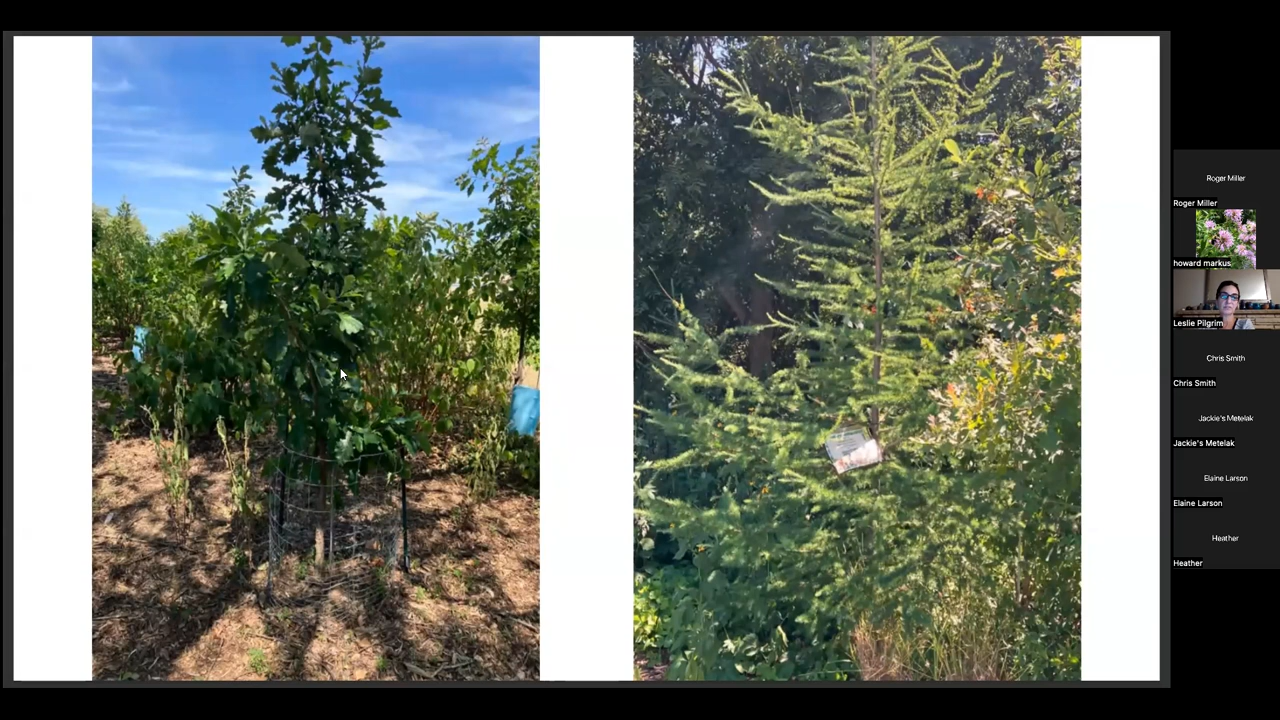 Roger Miller
Roger Miller
howard markus
Leslie Pilgrim
Chris Smith
Chris Smith
Jackie's Metelak
Jackie's Metelak
Elaine Larson
Elaine Larson
Heather
Heather